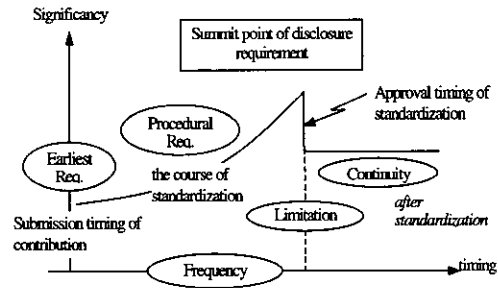 Significancy
Summit point of disclosure
requirement
Approval timing of
standardization
Procedural
Req.
Earliest
Req.
the course of
standardization
Continuity
Submission timing of
contribution
Limitation
after
standardization
Frequency
timing